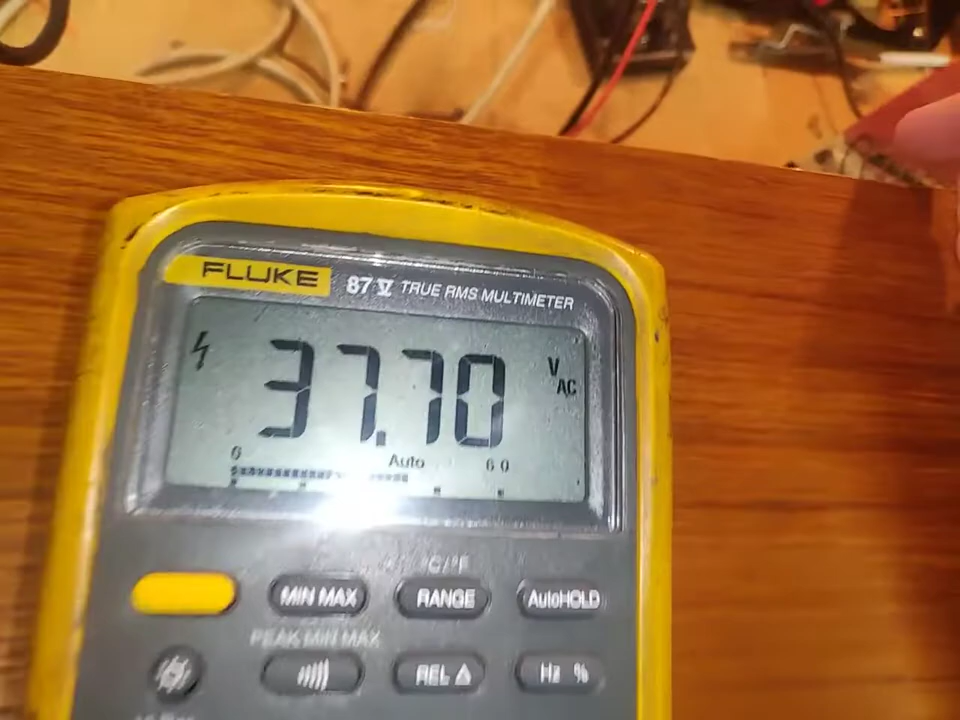 FLUKE 87 V TRUE RMS MULTIMETER
37.70 V AC
0 Auto 60
°C/°F
MIN MAX RANGE AutoHOLD
PEAK MIN MAX
REL △ Hz %